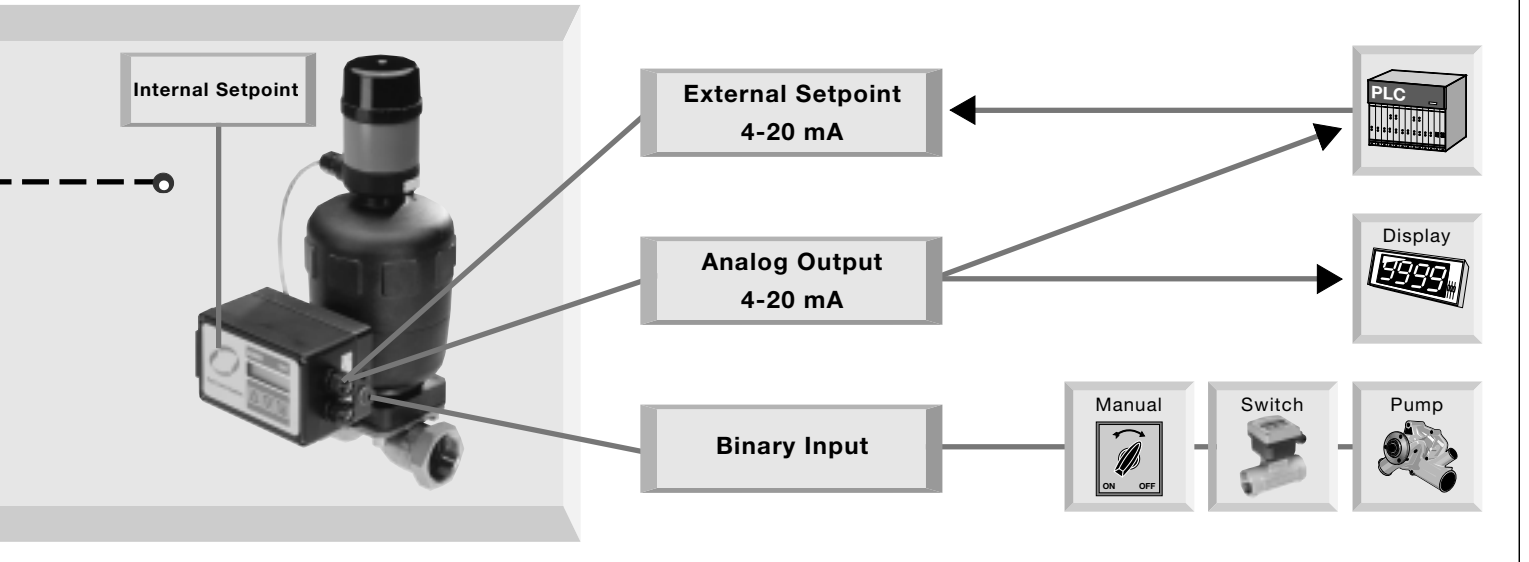 Internal Setpoint
External Setpoint
4-20 mA
PLC
Analog Output
4-20 mA
Display
9999
Binary Input
Manual
ON OFF
Switch
Pump